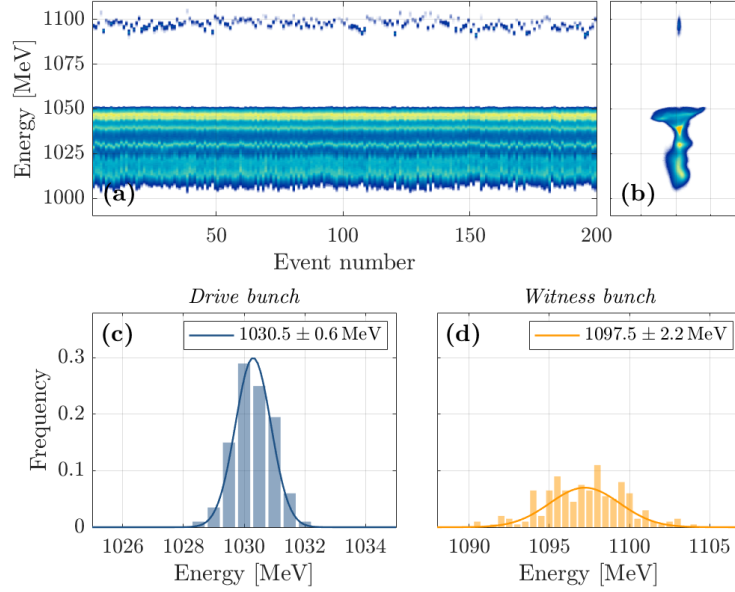 1100
1075
1050
1025
1000
Energy [MeV]
(a)
(b)
50
100
150
200
Event number
Drive bunch
Witness bunch
(c)
1030.5 ± 0.6 MeV
(d)
1097.5 ± 2.2 MeV
0.3
0.2
0.1
0
Frequency
1026
1028
1030
1032
1034
1090
1095
1100
1105
Energy [MeV]
Energy [MeV]